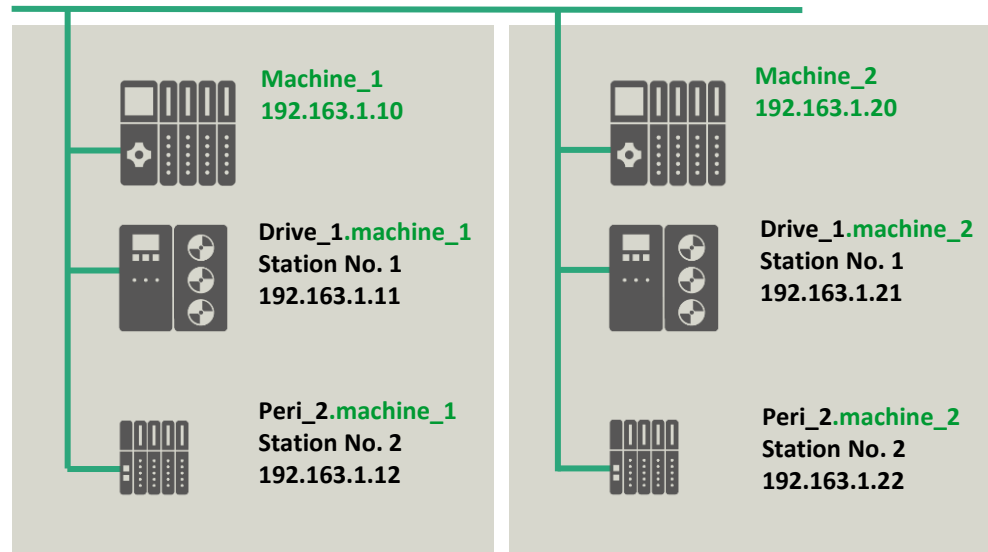 Machine_1
192.163.1.10
Drive_1.machine_1
Station No. 1
192.163.1.11
Peri_2.machine_1
Station No. 2
192.163.1.12
Machine_2
192.163.1.20
Drive_1.machine_2
Station No. 1
192.163.1.21
Peri_2.machine_2
Station No. 2
192.163.1.22